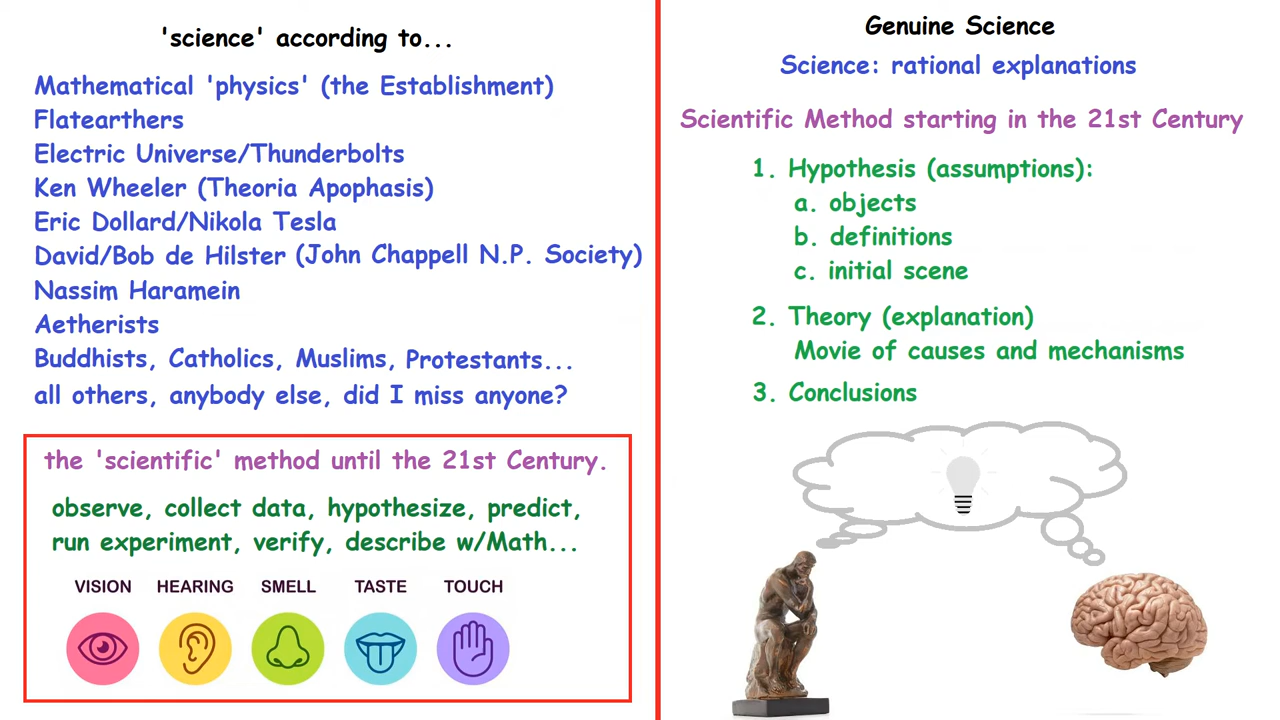 'science' according to...
Mathematical 'physics' (the Establishment)
Flatearthers
Electric Universe/Thunderbolts
Ken Wheeler (Theoria Apophasis)
Eric Dollard/Nikola Tesla
David/Bob de Hilster (John Chappell N.P. Society)
Nassim Haramein
Aetherists
Buddhists, Catholics, Muslims, Protestants...
all others, anybody else, did I miss anyone?
the 'scientific' method until the 21st Century.
observe, collect data, hypothesize, predict,
run experiment, verify, describe w/Math...
VISION HEARING SMELL TASTE TOUCH
Genuine Science
Science: rational explanations
Scientific Method starting in the 21st Century
1. Hypothesis (assumptions):
a. objects
b. definitions
c. initial scene
2. Theory (explanation)
Movie of causes and mechanisms
3. Conclusions